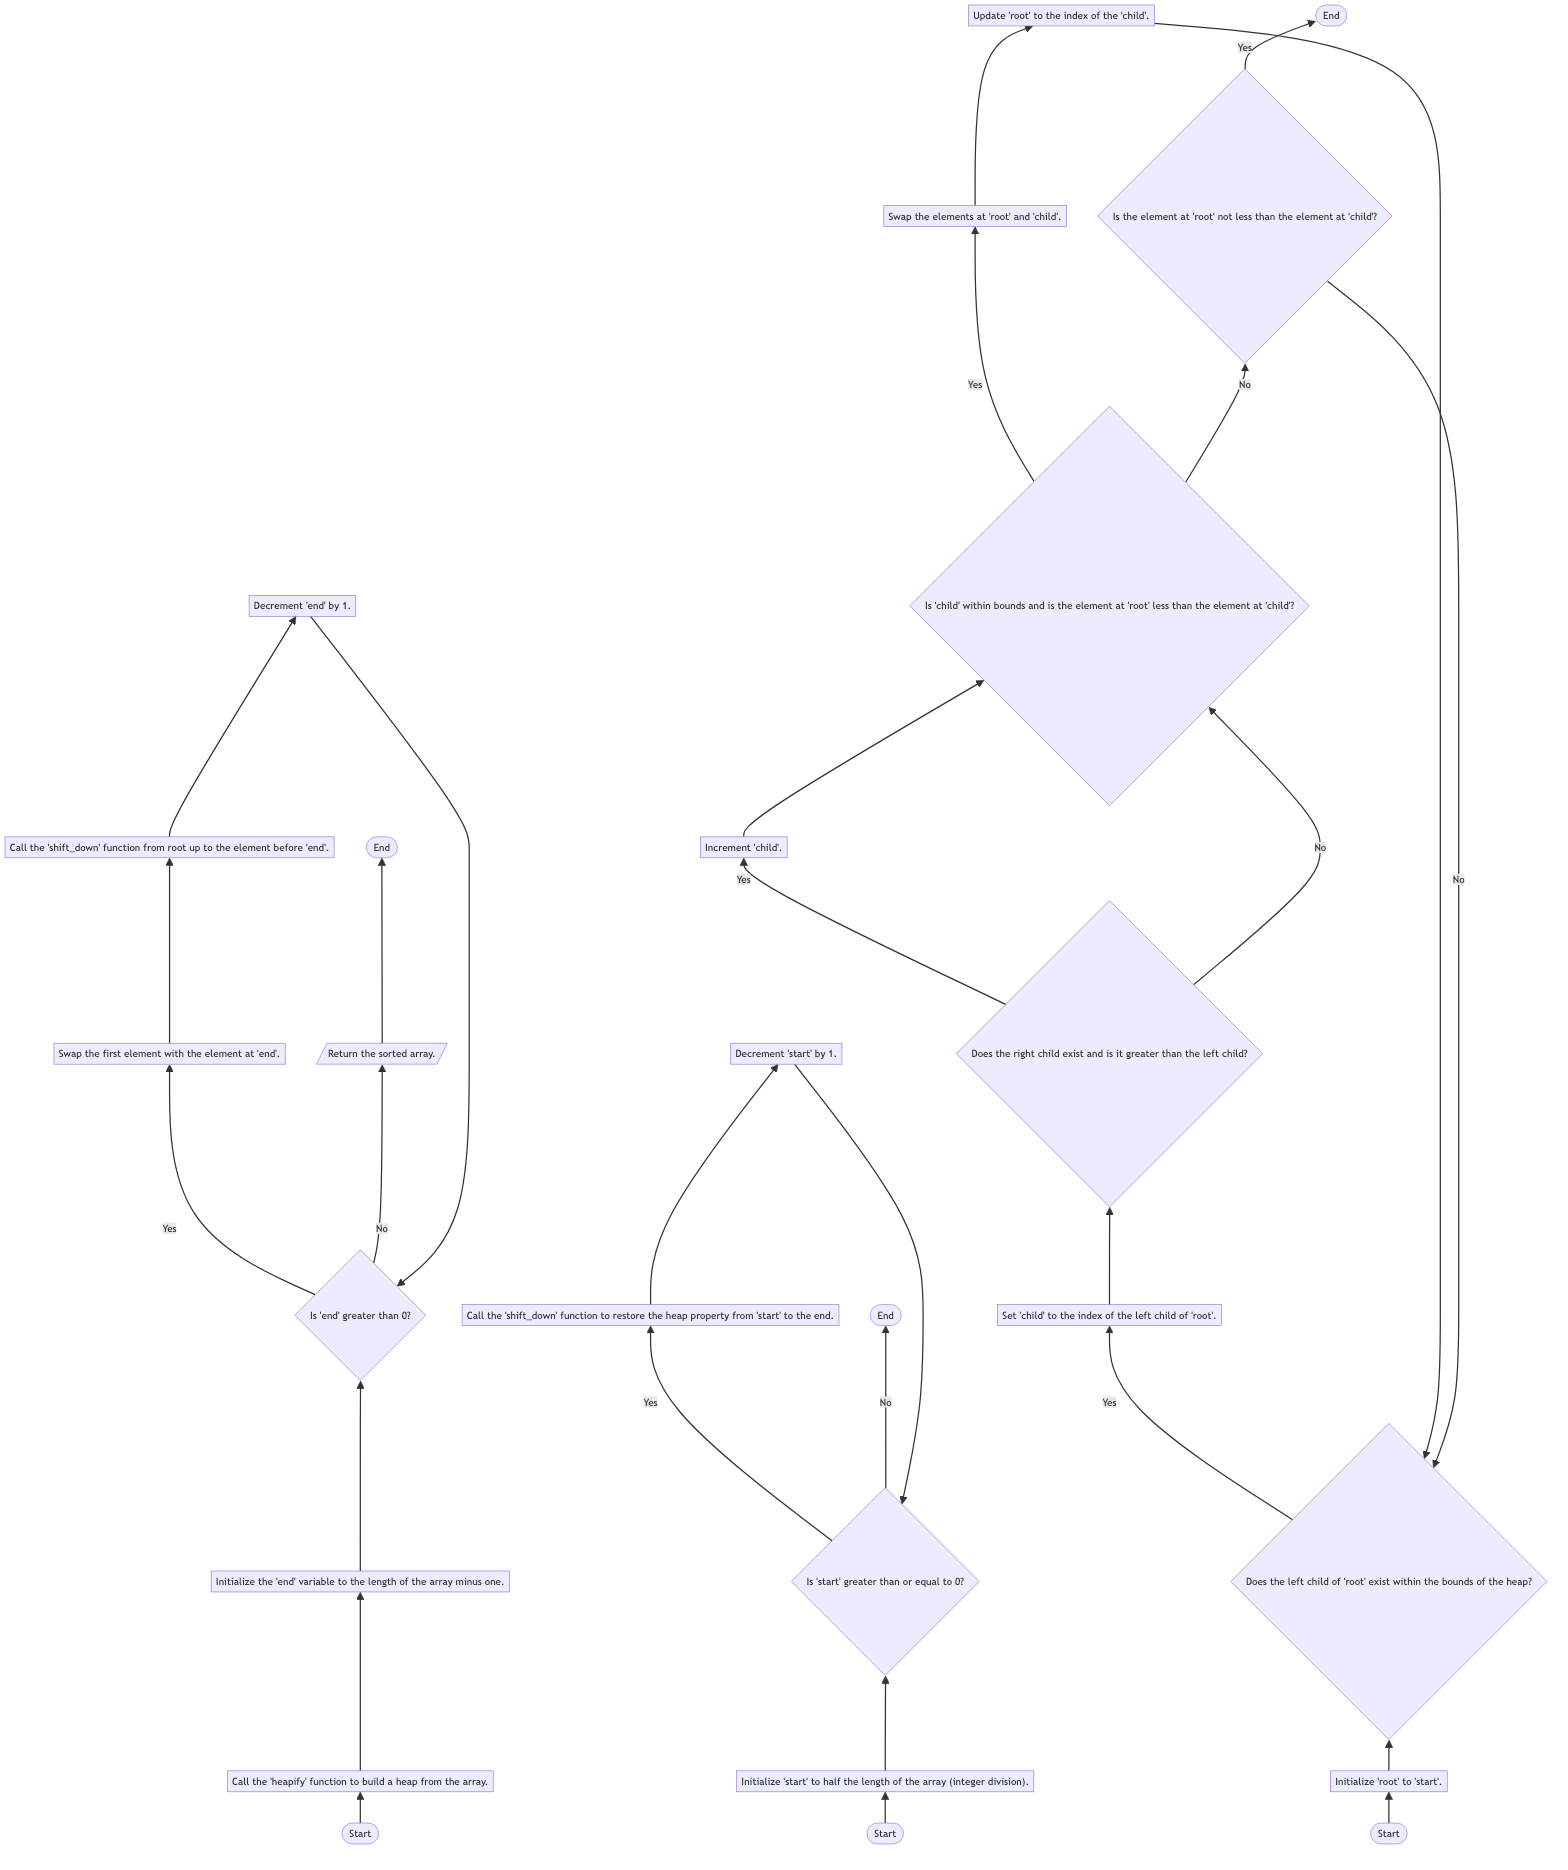 Update 'root' to the index of the 'child'.
End
Yes
Swap the elements at 'root' and 'child'.
Is the element at 'root' not less than the element at 'child'?
Yes
No
Is 'child' within bounds and is the element at 'root' less than the element at 'child'?
Decrement 'end' by 1.
Call the 'shift_down' function from root up to the element before 'end'.
End
Increment 'child'.
No
Yes
No
Swap the first element with the element at 'end'.
Return the sorted array.
Decrement 'start' by 1.
Does the right child exist and is it greater than the left child?
Yes
No
Is 'end' greater than 0?
Call the 'shift_down' function to restore the heap property from 'start' to the end.
End
Set 'child' to the index of the left child of 'root'.
Yes
No
Yes
Initialize the 'end' variable to the length of the array minus one.
Is 'start' greater than or equal to 0?
Does the left child of 'root' exist within the bounds of the heap?
Call the 'heapify' function to build a heap from the array.
Initialize 'start' to half the length of the array (integer division).
Initialize 'root' to 'start'.
Start
Start
Start